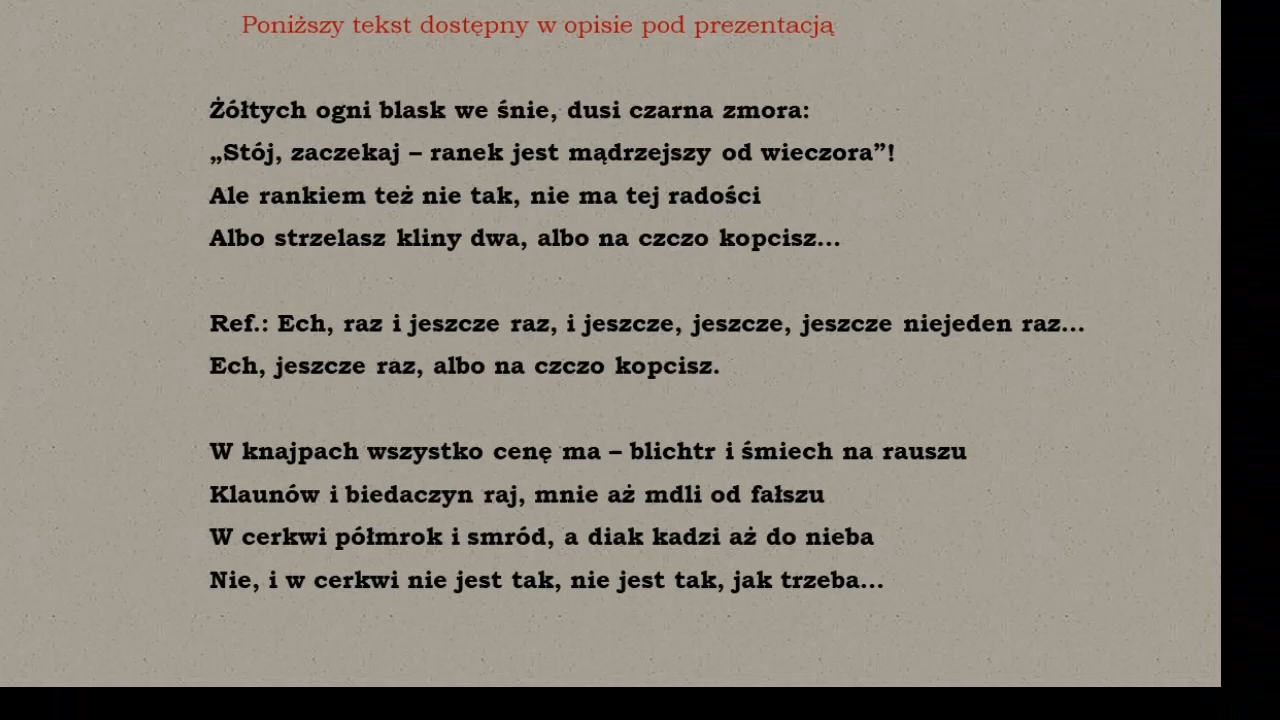 Poniższy tekst dostępny w opisie pod prezentacją
Żółtych ogni blask we śnie, dusi czarna zmora:
„Stój, zaczekaj – ranek jest mądrzejszy od wieczora”!
Ale rankiem też nie tak, nie ma tej radości
Albo strzelasz kliny dwa, albo na czczo kopcisz...
Ref.: Ech, raz i jeszcze raz, i jeszcze, jeszcze, jeszcze niejeden raz...
Ech, jeszcze raz, albo na czczo kopcisz.
W knajpach wszystko cenę ma – blichtr i śmiech na rauszu
Klaunów i biedaczyn raj, mnie aż mdli od fałszu
W cerkwi półmrok i smród, a diak kadzi aż do nieba
Nie, i w cerkwi nie jest tak, nie jest tak, jak trzeba...